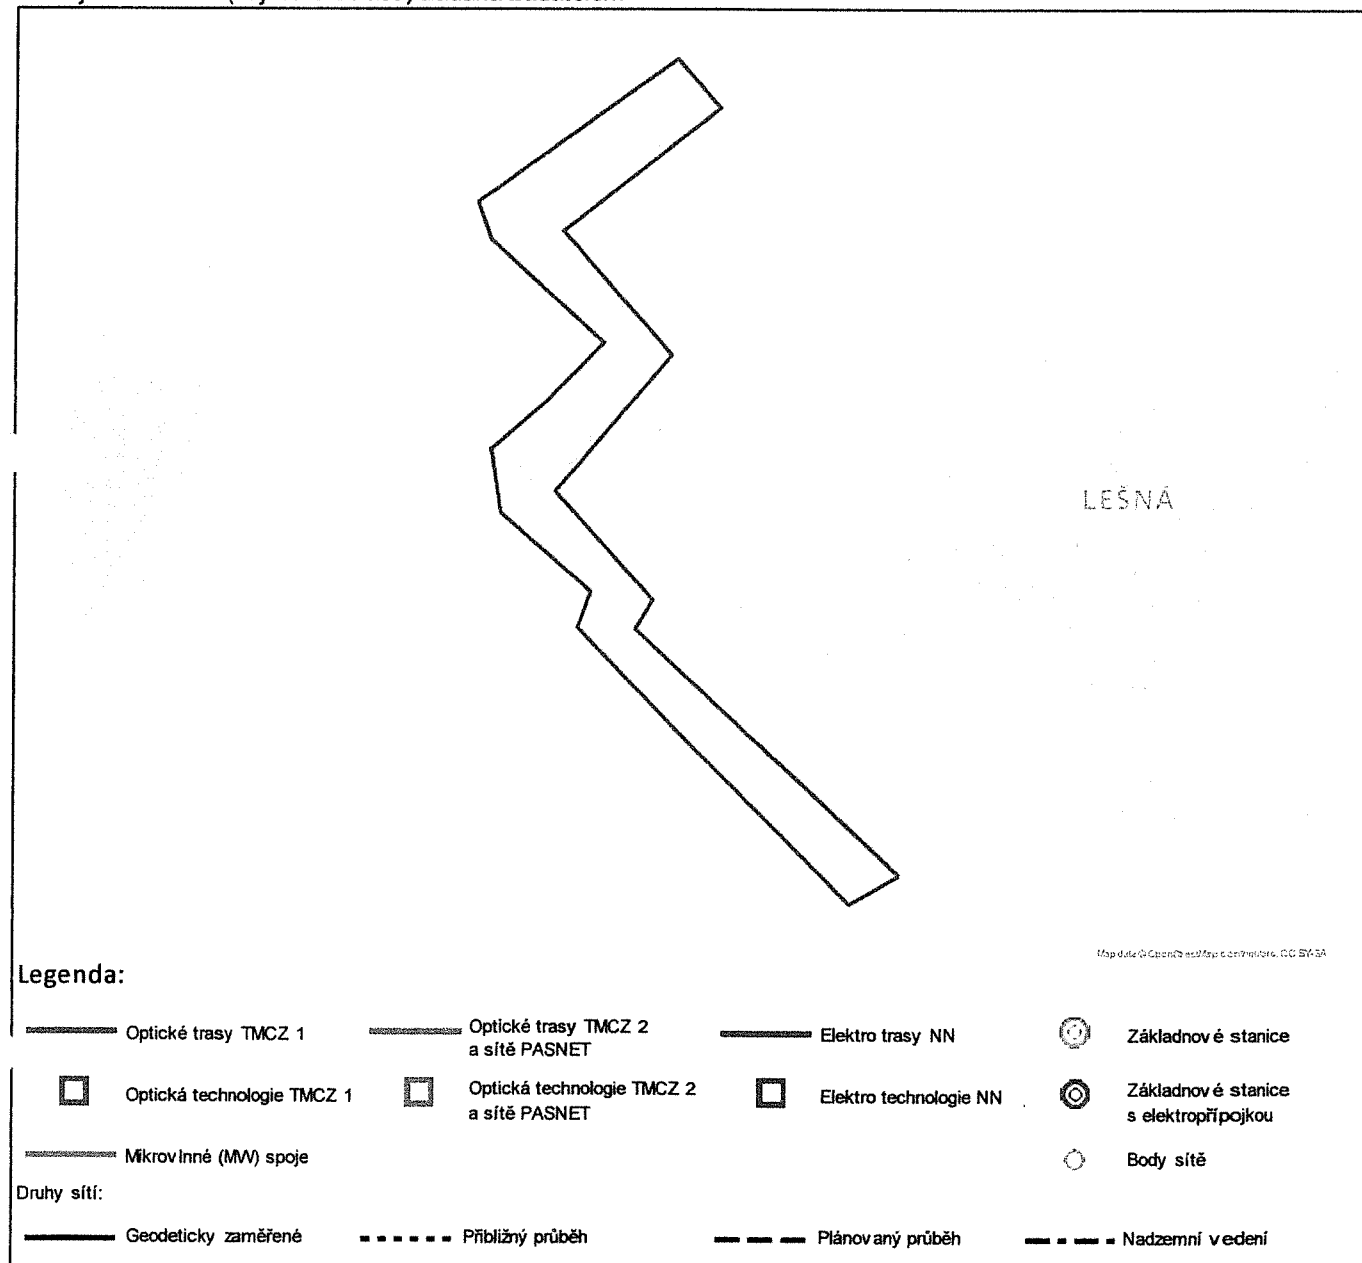 LEŠNÁ
Legenda:
Optické trasy TMCZ 1
Optické trasy TMCZ 2
a sítě PASNET
Elektro trasy NN
Základnové stanice
Optická technologie TMCZ 1
Optická technologie TMCZ 2
a sítě PASNET
Elektro technologie NN
Základnové stanice
s elektropřípojkou
Mikrovlnné (MW) spoje
Body sítě
Druhy sítí:
Geodeticky zaměřené
Přibližný průběh
Plánovaný průběh
Nadzemní vedení